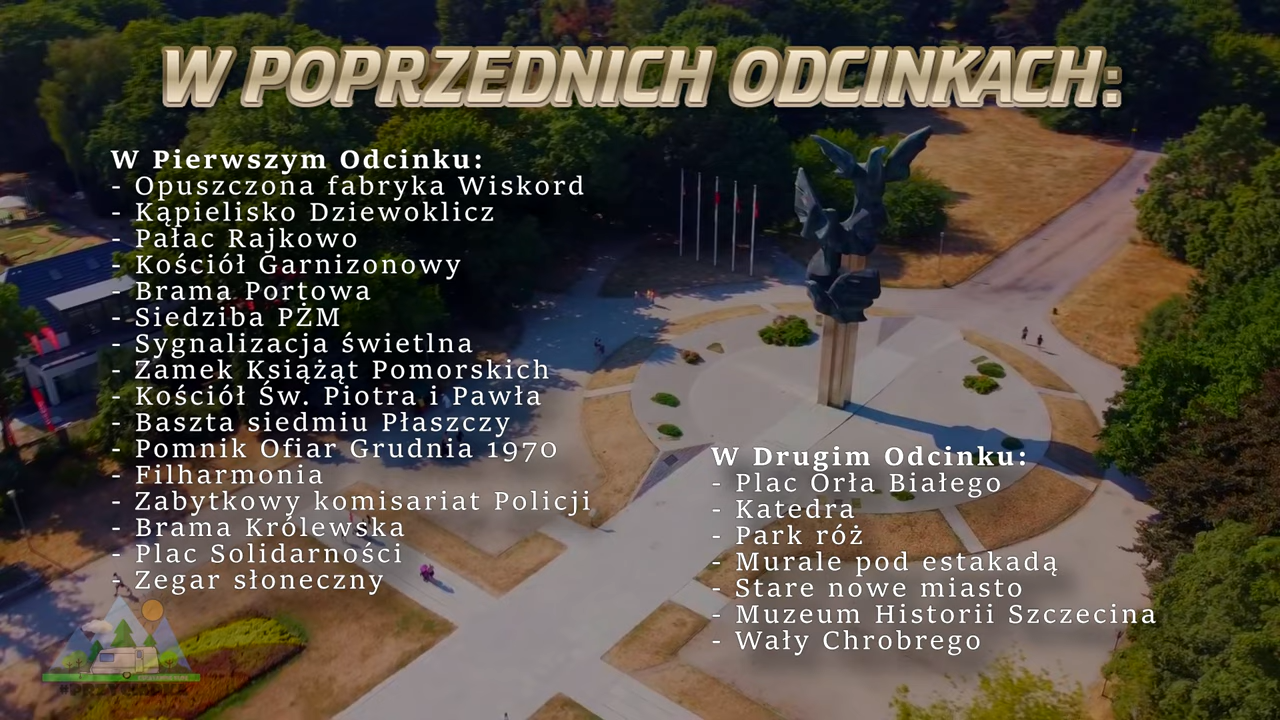 W POPRZEDNICH ODCINKACH:
W Pierwszym Odcinku:
- Opuszczona fabryka Wiskord
- Kąpielisko Dziewoklicz
- Pałac Rajkowo
- Kościół Garnizonowy
- Brama Portowa
- Siedziba PŻM
- Sygnalizacja świetlna
- Zamek Książąt Pomorskich
- Kościół Św. Piotra i Pawła
- Baszta siedmiu Płaszczy
- Pomnik Ofiar Grudnia 1970
- Filharmonia
- Zabytkowy komisariat Policji
- Brama Królewska
- Plac Solidarności
- Zegar słoneczny
W Drugim Odcinku:
- Plac Orła Białego
- Katedra
- Park róż
- Murale pod estakadą
- Stare nowe miasto
- Muzeum Historii Szczecina
- Wały Chrobrego